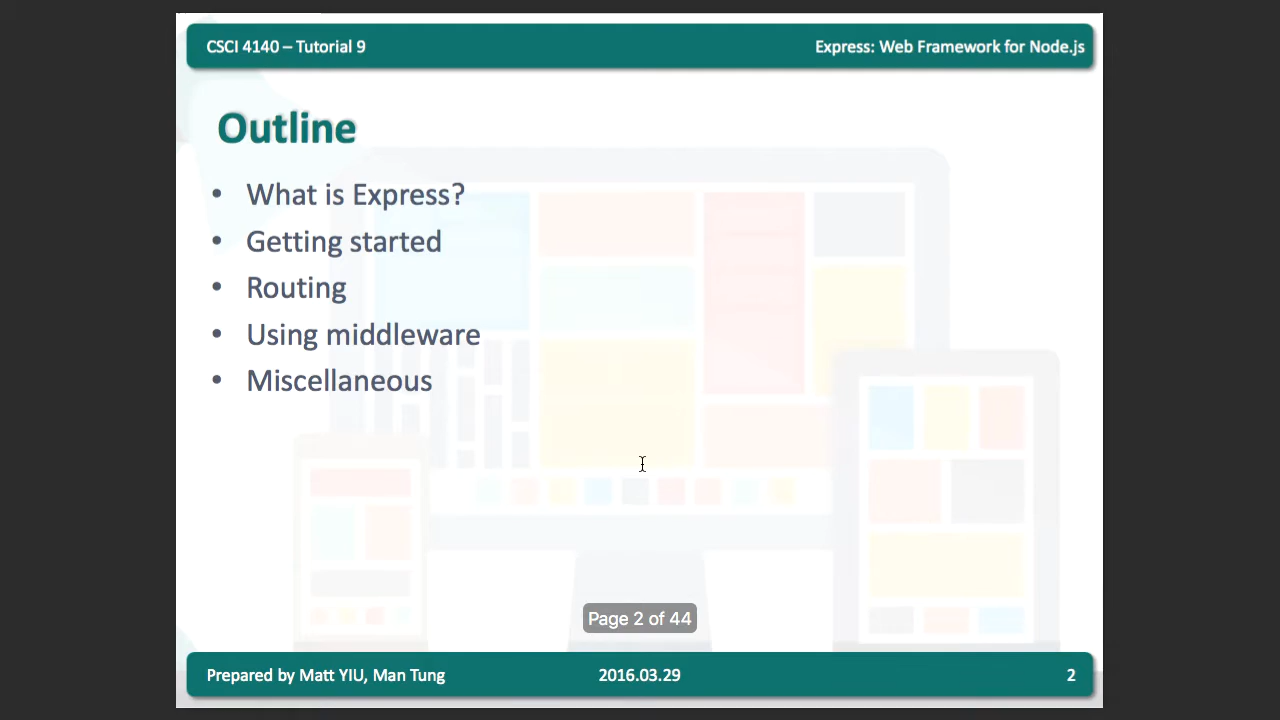 CSCI 4140 – Tutorial 9
Express: Web Framework for Node.js
Outline
• What is Express?
• Getting started
• Routing
• Using middleware
• Miscellaneous
Page 2 of 44
Prepared by Matt YIU, Man Tung
2016.03.29
2